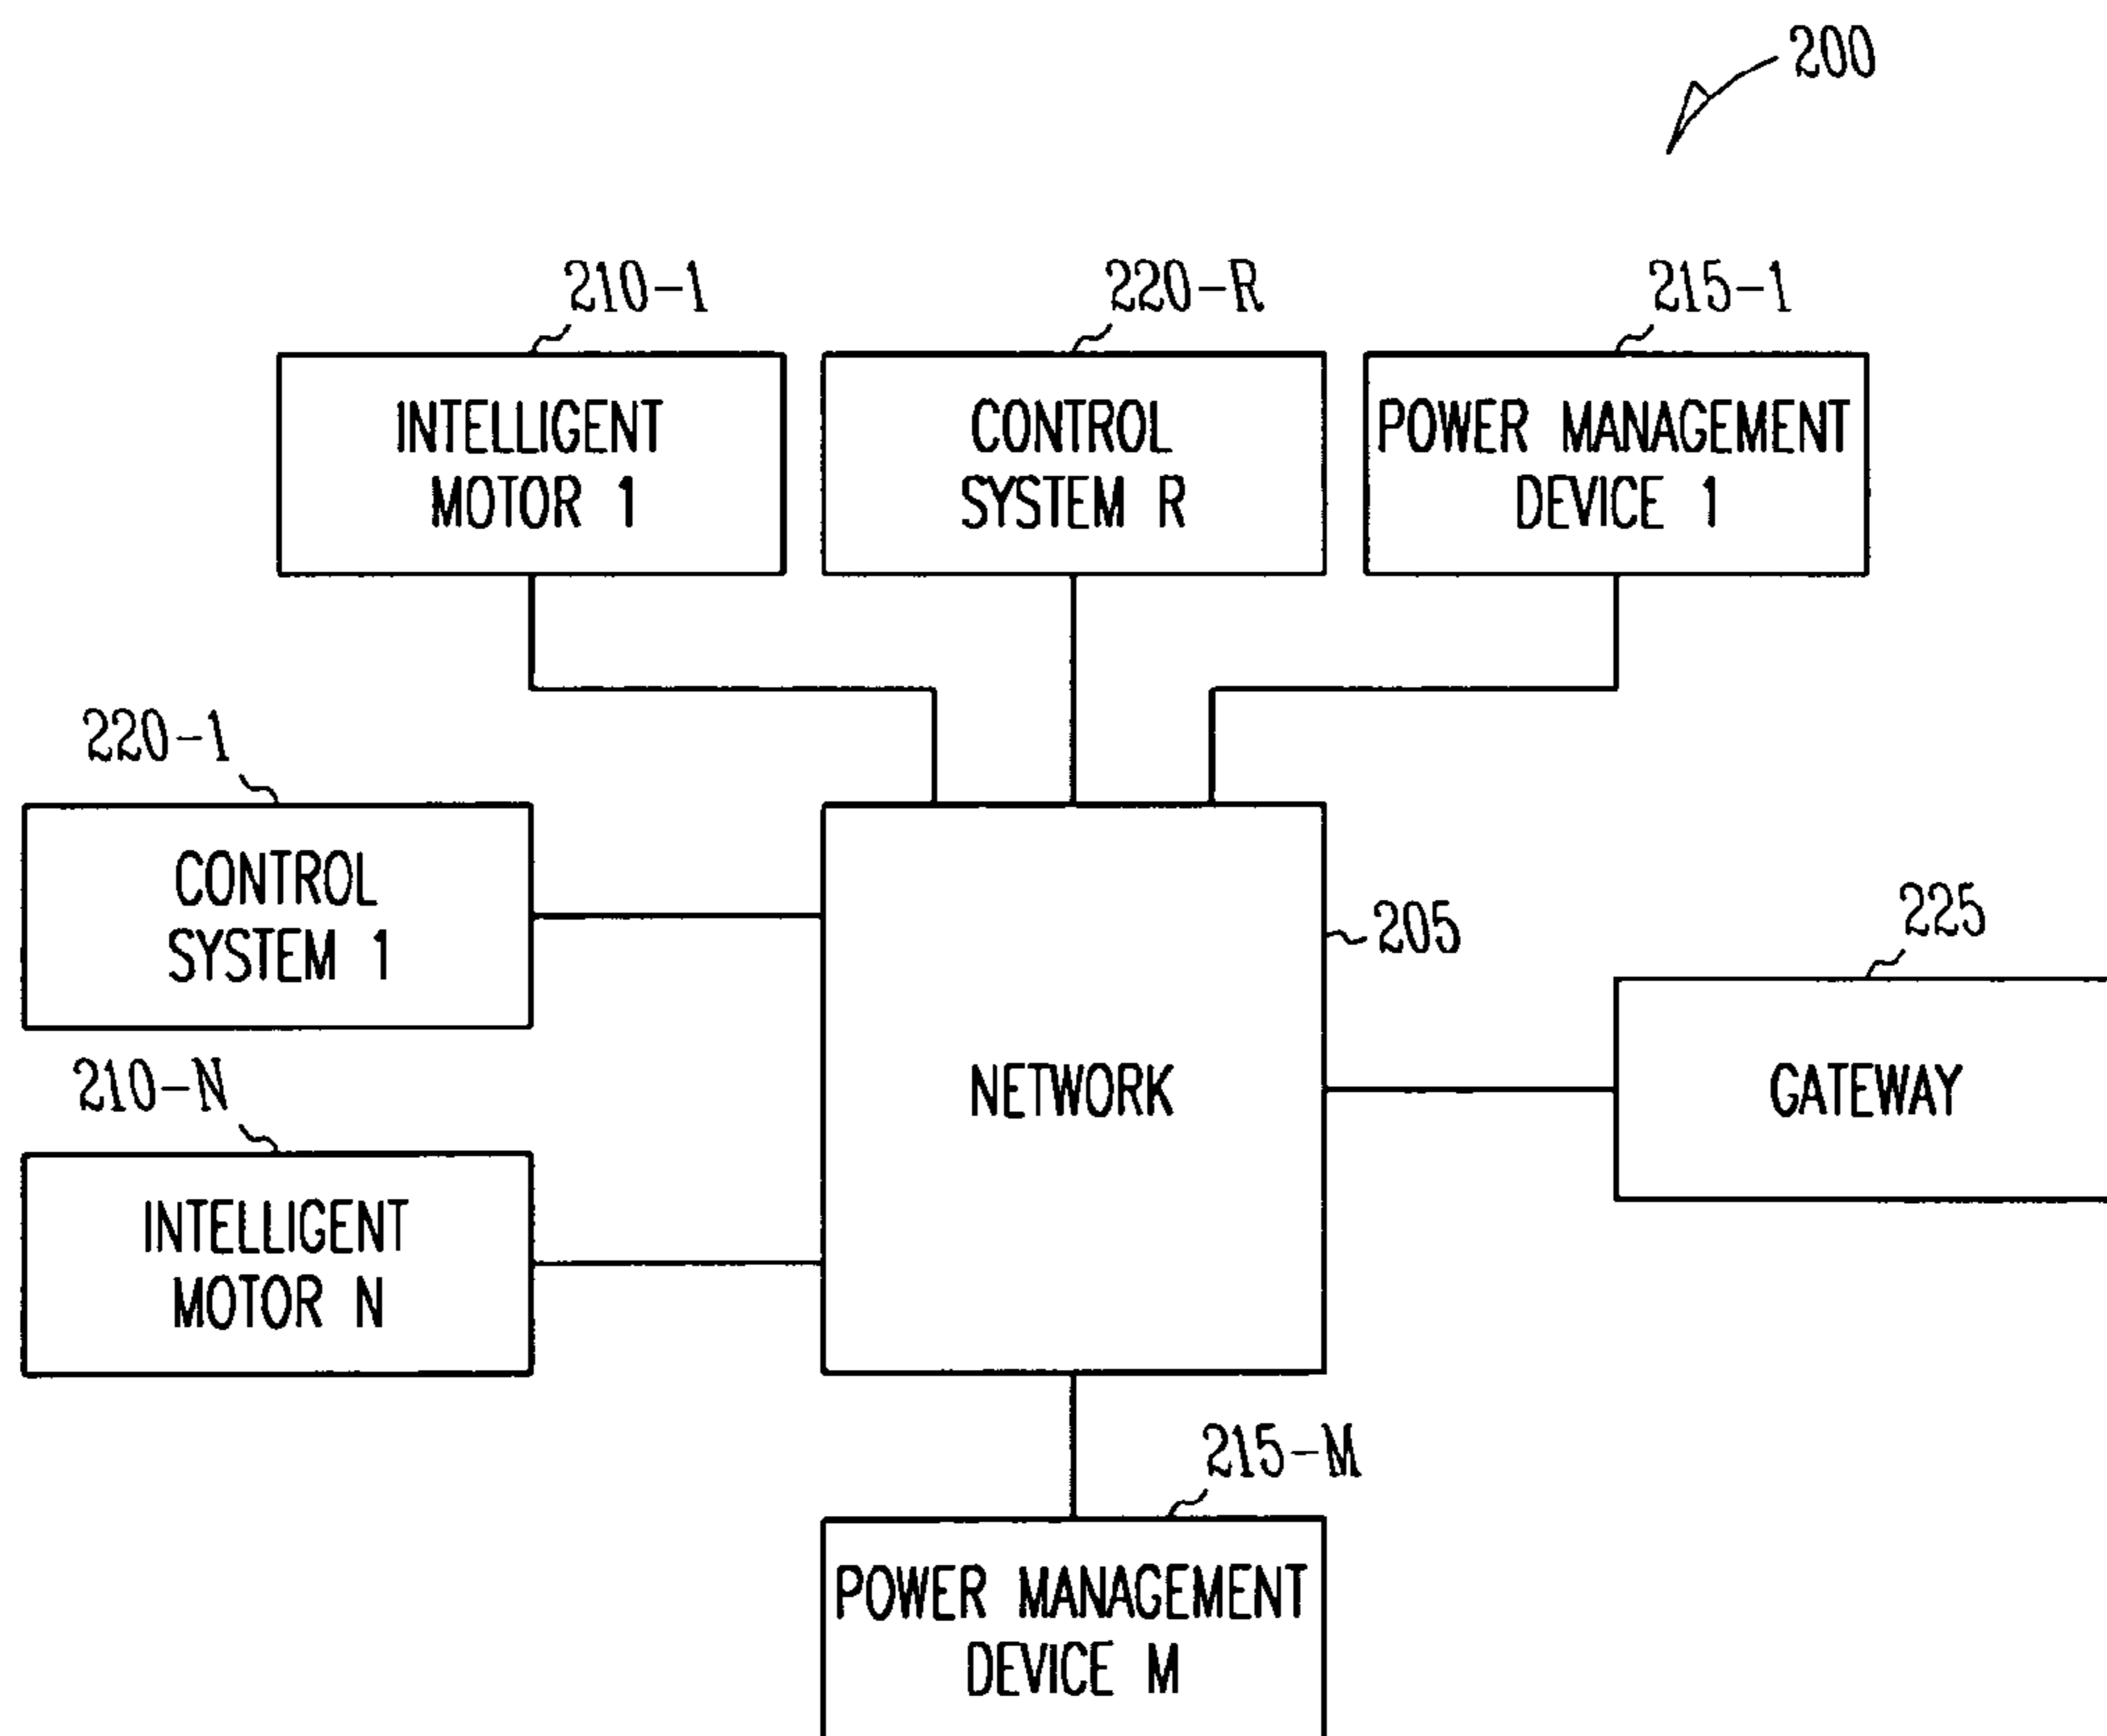 200
210-1
220-R
215-1
INTELLIGENT
MOTOR 1
CONTROL
SYSTEM R
POWER MANAGEMENT
DEVICE 1
220-1
CONTROL
SYSTEM 1
205
225
NETWORK
GATEWAY
210-N
INTELLIGENT
MOTOR N
215-M
POWER MANAGEMENT
DEVICE M